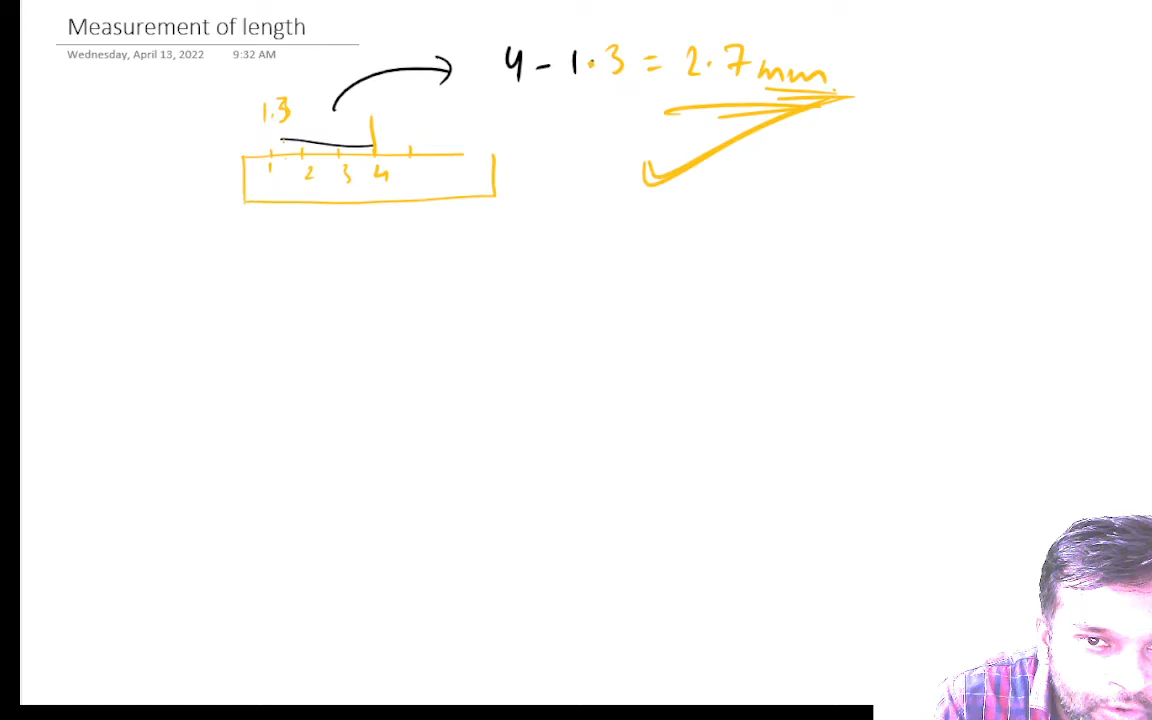 Measurement of length
Wednesday, April 13, 2022 9:32 AM
4 - 1.3 = 2.7 mm
1.3
1 2 3 4